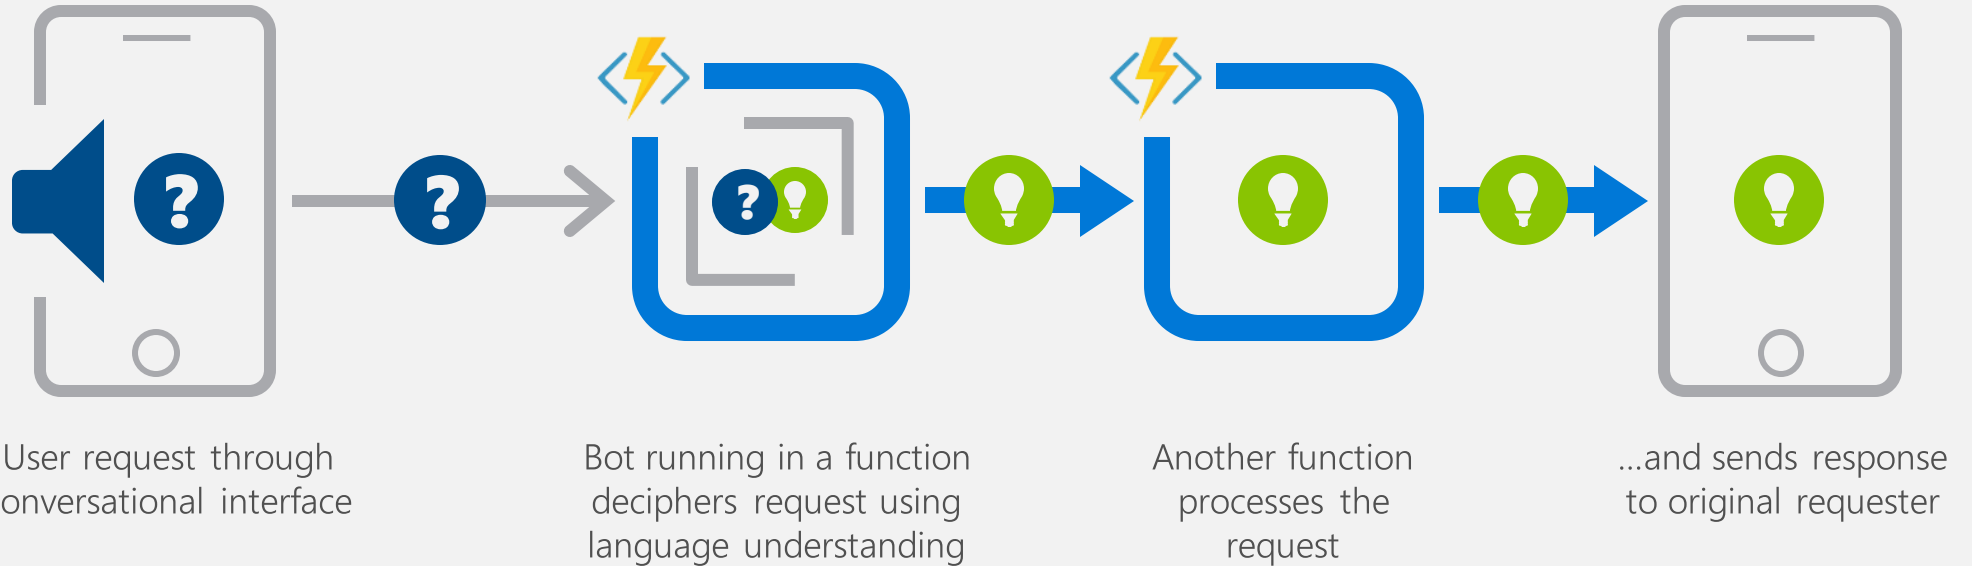 User request through
onversational interface
Bot running in a function
deciphers request using
language understanding
Another function
processes the
request
...and sends response
to original requester